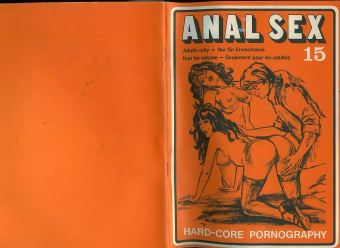 ANAL SEX
Adults only – Nur für Erwachsene
Kun for voksne – Seulement pour les adultes
15
HARD-CORE PORNOGRAPHY